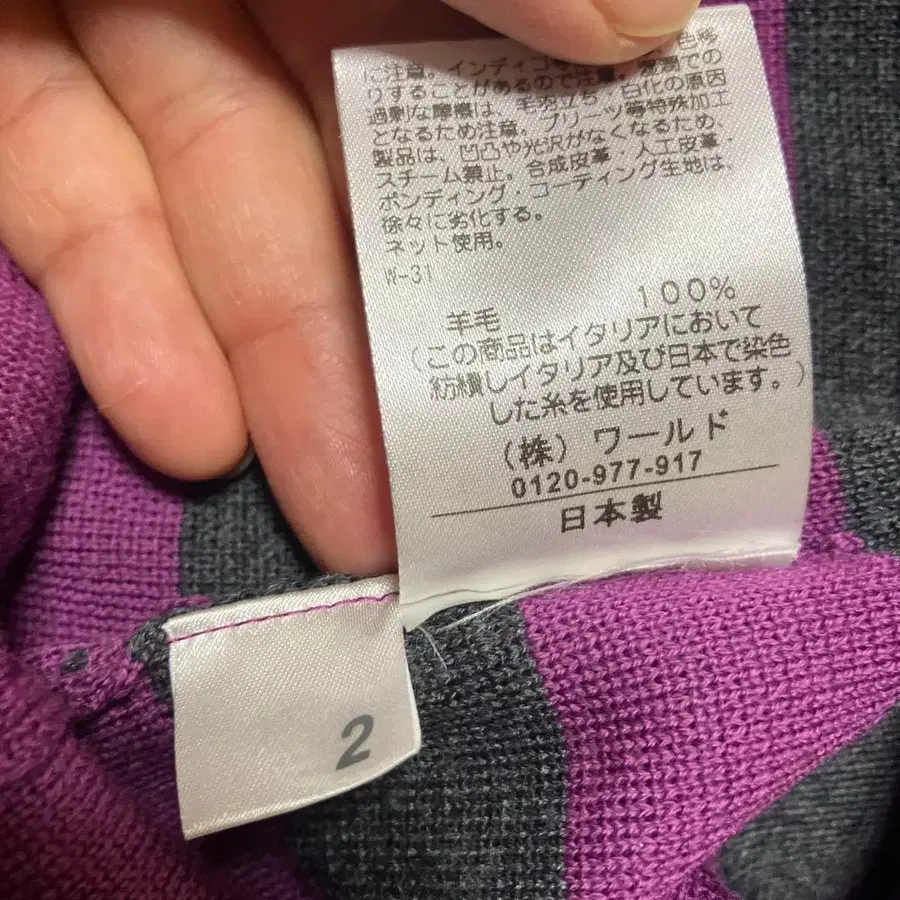 に注意。インディゴ
りすることがあるので注意。
過剰な摩擦は、毛羽立ち・白化の原因
となるため注意。プリーツ等特殊加工
製品は、凹凸や光沢がなくなるため、
スチーム禁止。合成皮革・人工皮革・
ボンディング・コーティング生地は、
徐々に劣化する。
ネット使用。
W-31
羊毛 100%
(この商品はイタリアにおいて
紡績しイタリア及び日本で染色
した糸を使用しています。)
(株) ワールド
0120-977-917
日本製
2